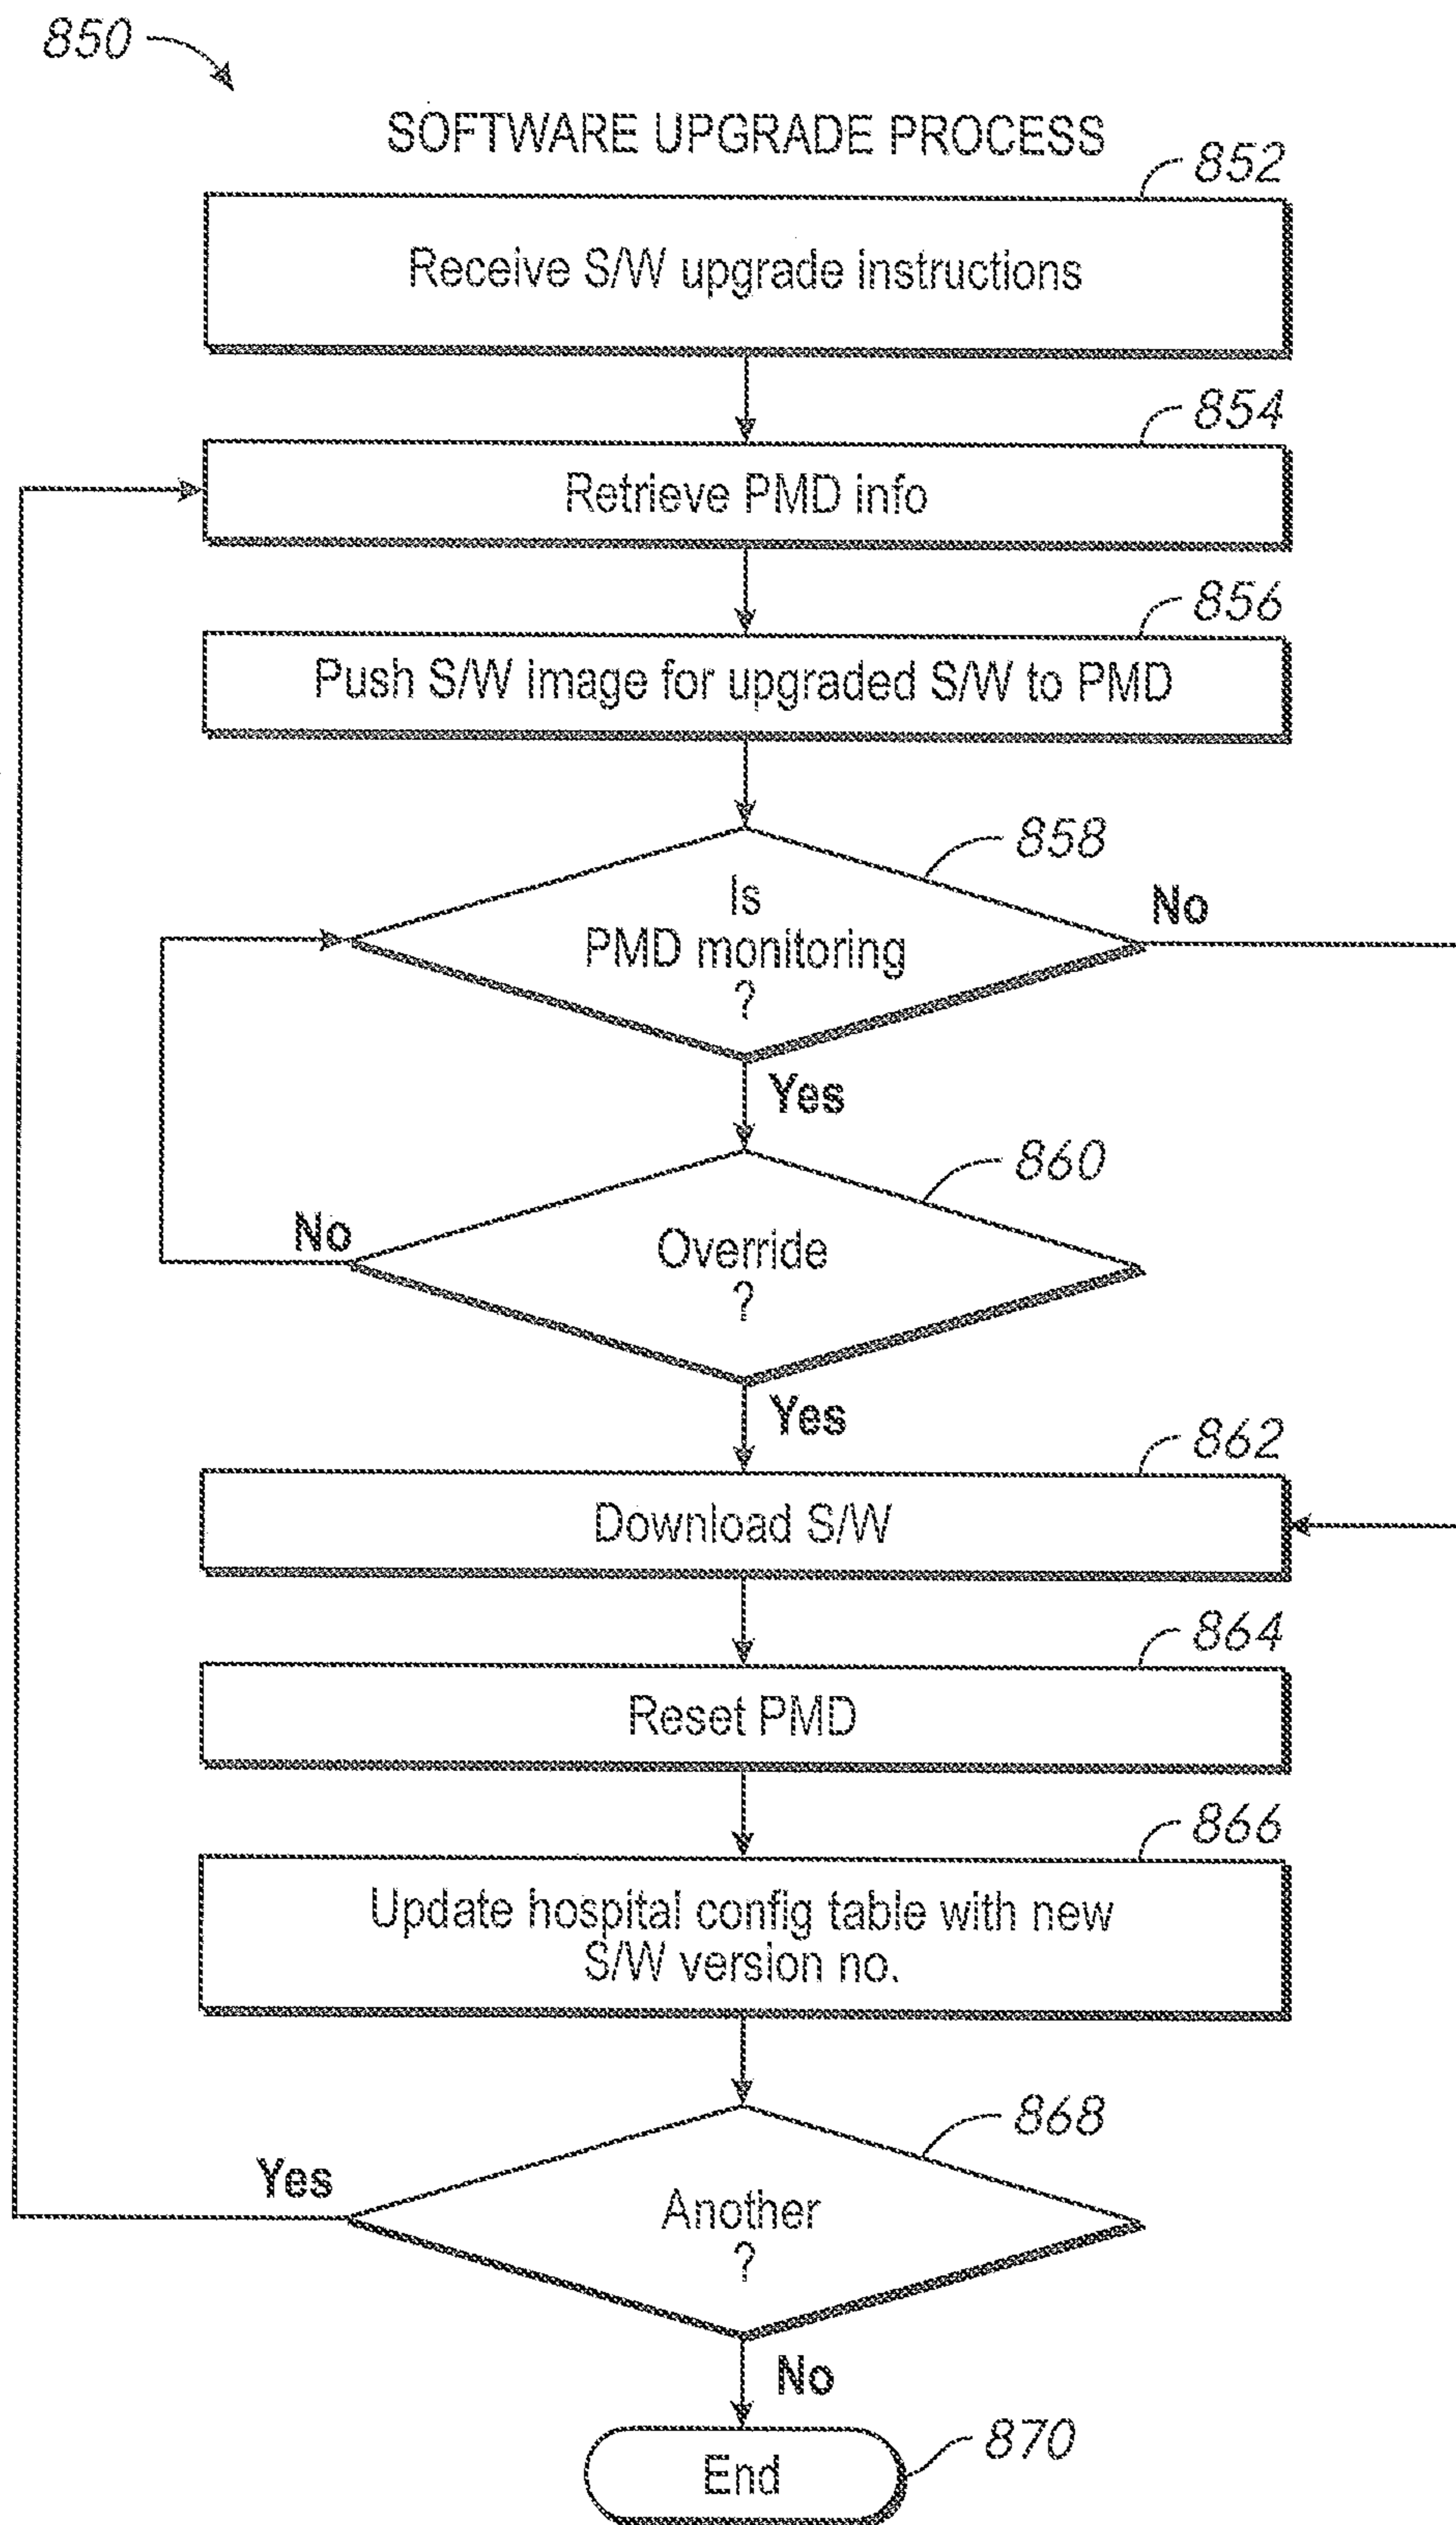 850
SOFTWARE UPGRADE PROCESS
852
Receive S/W upgrade instructions
854
Retrieve PMD info
856
Push S/W image for upgraded S/W to PMD
858
Is
PMD monitoring
?
No
Yes
860
Override
?
No
Yes
862
Download S/W
864
Reset PMD
866
Update hospital config table with new
S/W version no.
868
Another
?
Yes
No
End
870